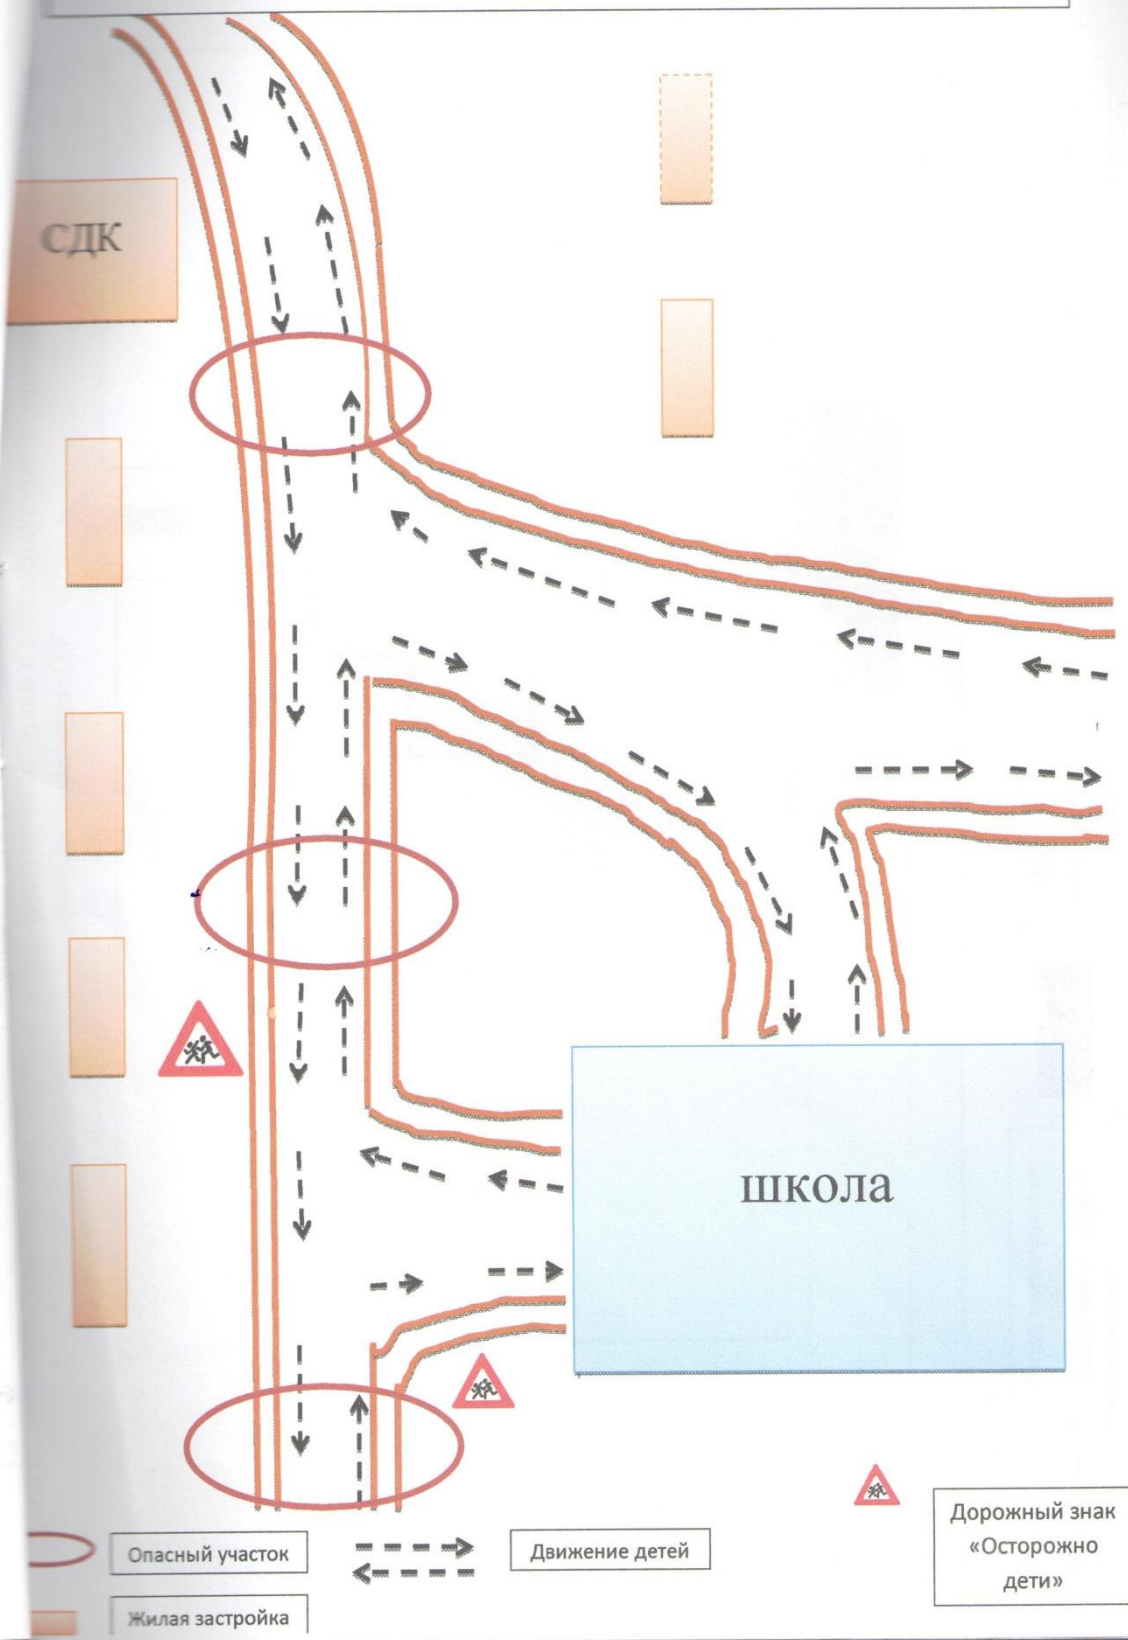 СДК
школа
Опасный участок
Движение детей
Дорожный знак
«Осторожно
дети»
Жилая застройка